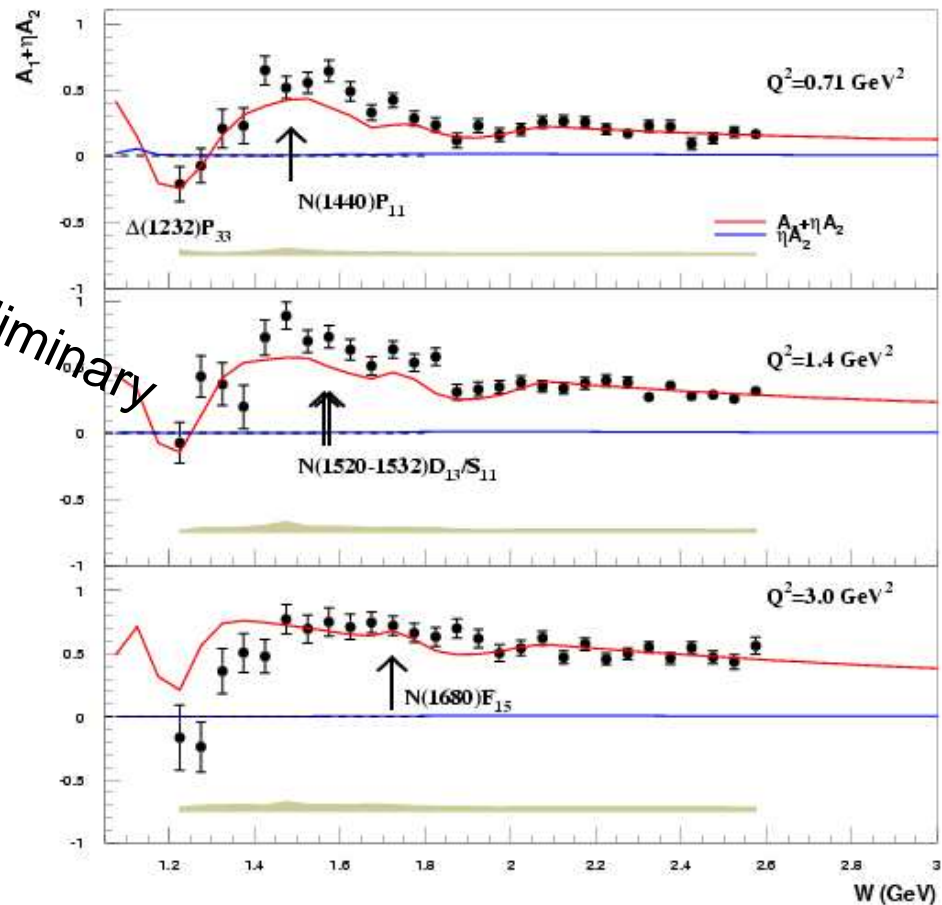 A₁+ηA₂
1
0.5
0
-0.5
-1
Q²=0.71 GeV²
N(1440)P₁₁
Δ(1232)P₃₃
A₁+ηA₂
ηA₂
1
0
-0.5
-1
Q²=1.4 GeV²
N(1520-1532)D₁₃/S₁₁
1
0.5
0
-0.5
-1
Q²=3.0 GeV²
N(1680)F₁₅
1.2 1.4 1.6 1.8 2 2.2 2.4 2.6 2.8 3
W (GeV)
liminary